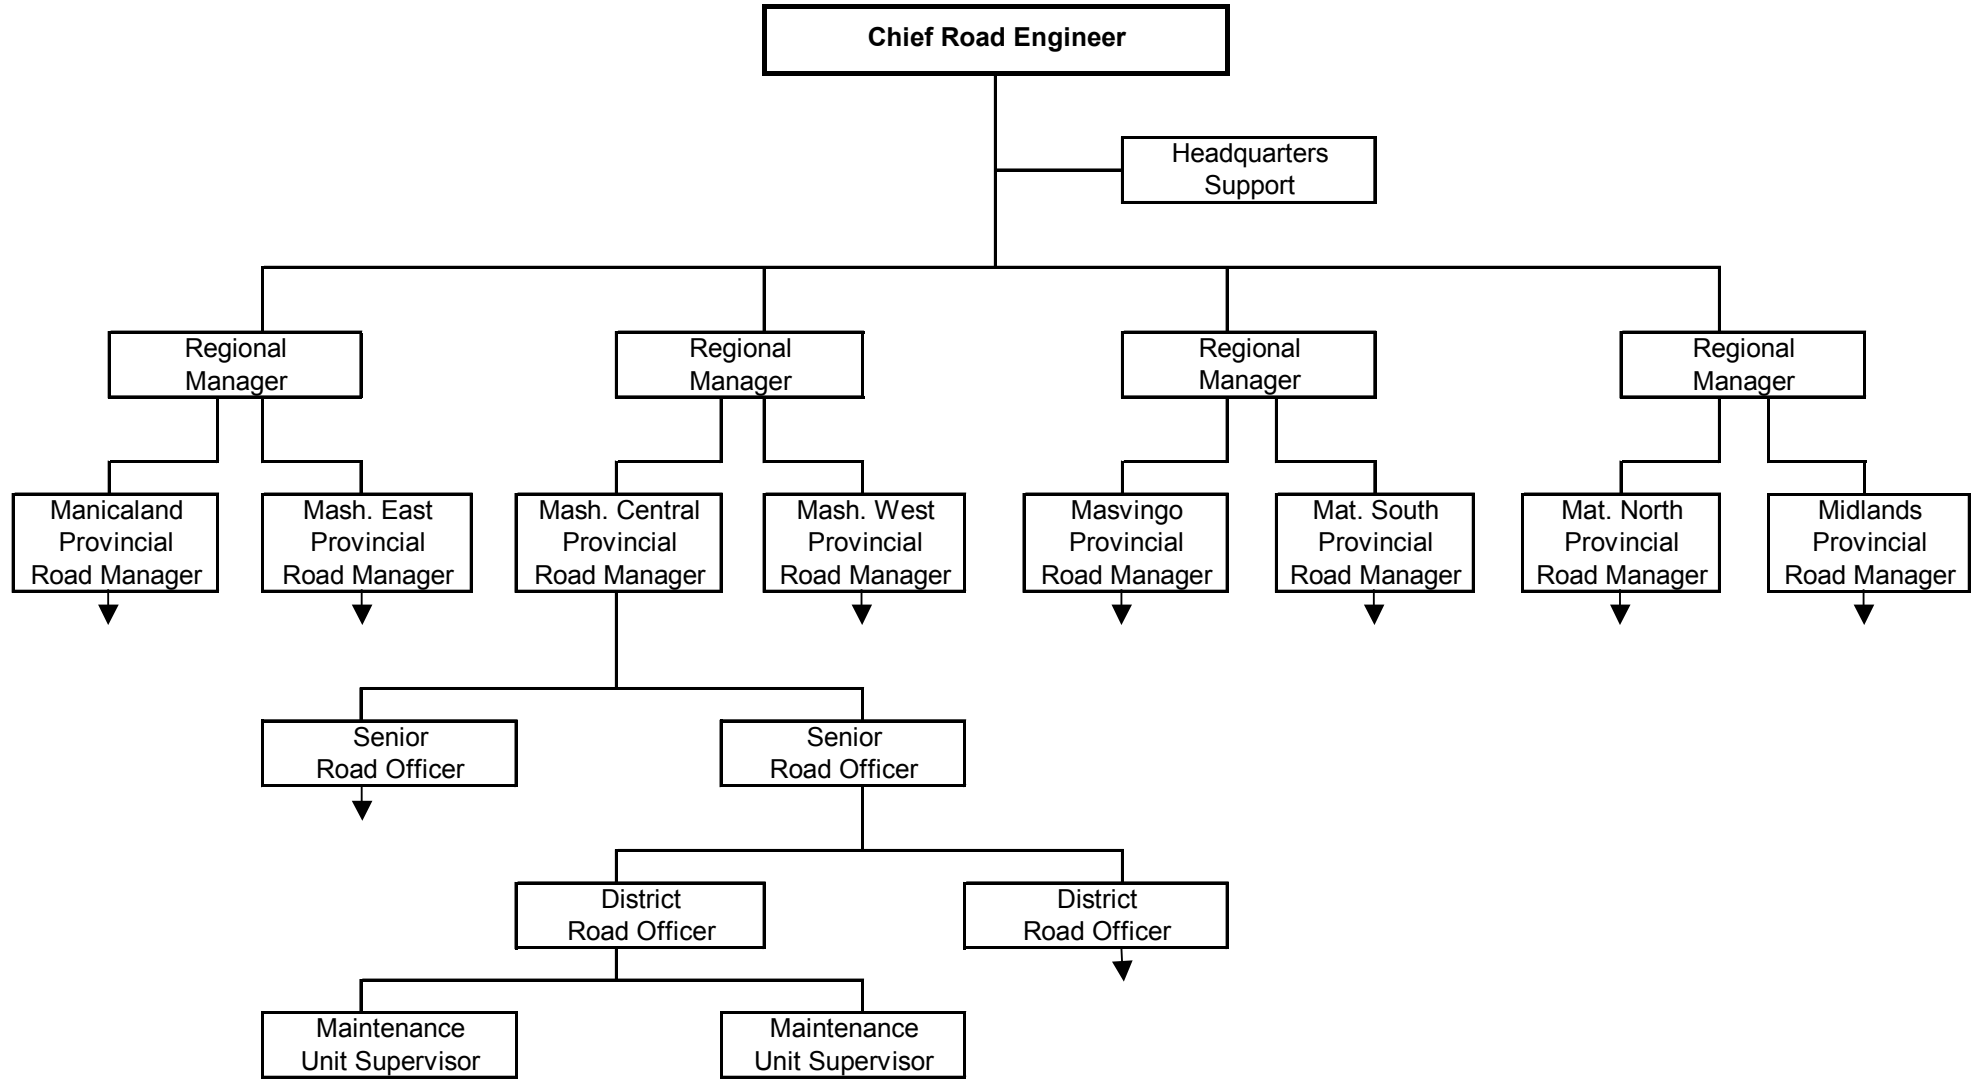 Chief Road Engineer
Headquarters
Support
Regional
Manager
Regional
Manager
Regional
Manager
Regional
Manager
Manicaland
Provincial
Road Manager
Mash. East
Provincial
Road Manager
Mash. Central
Provincial
Road Manager
Mash. West
Provincial
Road Manager
Masvingo
Provincial
Road Manager
Mat. South
Provincial
Road Manager
Mat. North
Provincial
Road Manager
Midlands
Provincial
Road Manager
Senior
Road Officer
Senior
Road Officer
District
Road Officer
District
Road Officer
Maintenance
Unit Supervisor
Maintenance
Unit Supervisor